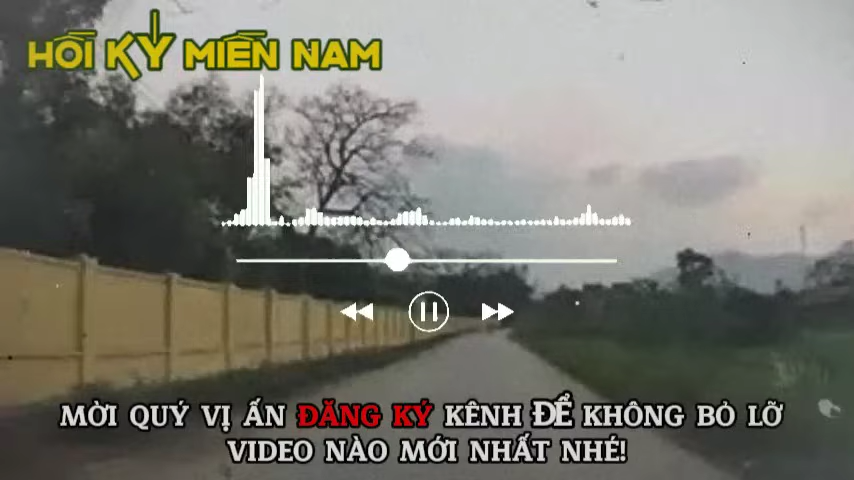 HỒI KÝ MIỀN NAM
MỜI QUÝ VỊ ẤN ĐĂNG KÝ KÊNH ĐỂ KHÔNG BỎ LỠ
VIDEO NÀO MỚI NHẤT NHÉ!